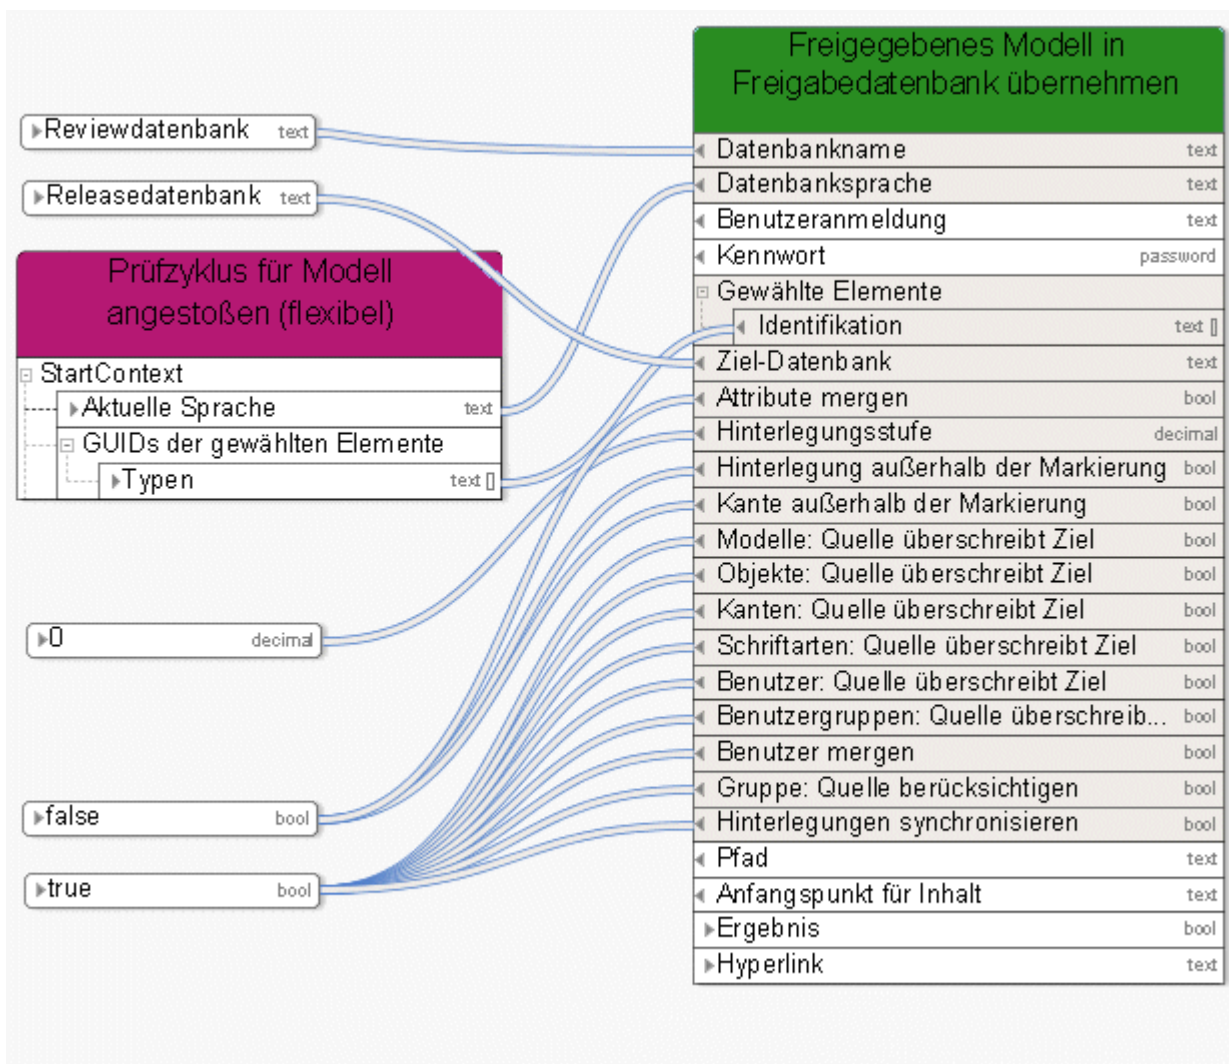 Reviewdatenbank text
Releasedatenbank text
Prüfzyklus für Modell
angestoßen (flexibel)
StartContext
Aktuelle Sprache text
GUIDs der gewählten Elemente
Typen text []
0 decimal
false bool
true bool
Freigegebenes Modell in
Freigabedatenbank übernehmen
Datenbankname text
Datenbanksprache text
Benutzeranmeldung text
Kennwort password
Gewählte Elemente
Identifikation text []
Ziel-Datenbank text
Attribute mergen bool
Hinterlegungsstufe decimal
Hinterlegung außerhalb der Markierung bool
Kante außerhalb der Markierung bool
Modelle: Quelle überschreibt Ziel bool
Objekte: Quelle überschreibt Ziel bool
Kanten: Quelle überschreibt Ziel bool
Schriftarten: Quelle überschreibt Ziel bool
Benutzer: Quelle überschreibt Ziel bool
Benutzergruppen: Quelle überschreib... bool
Benutzer mergen bool
Gruppe: Quelle berücksichtigen bool
Hinterlegungen synchronisieren bool
Pfad text
Anfangspunkt für Inhalt text
Ergebnis bool
Hyperlink text